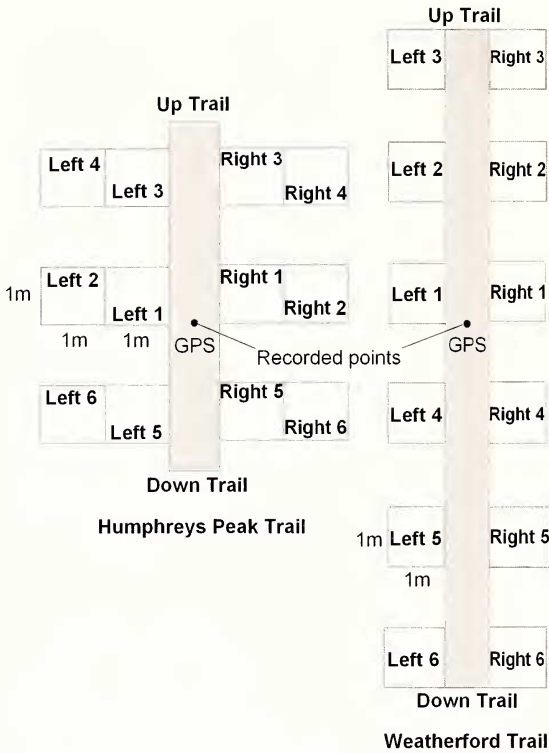 Up Trail
Left 4
Left 3
Right 3
Right 4
1m
Left 2
Left 1
Right 1
Right 2
1m
1m
GPS
Recorded points
Left 6
Left 5
Right 5
Right 6
Down Trail
Humphreys Peak Trail
Up Trail
Left 3
Right 3
Left 2
Right 2
Left 1
Right 1
GPS
Left 4
Right 4
1m
Left 5
Right 5
1m
Left 6
Right 6
Down Trail
Weatherford Trail